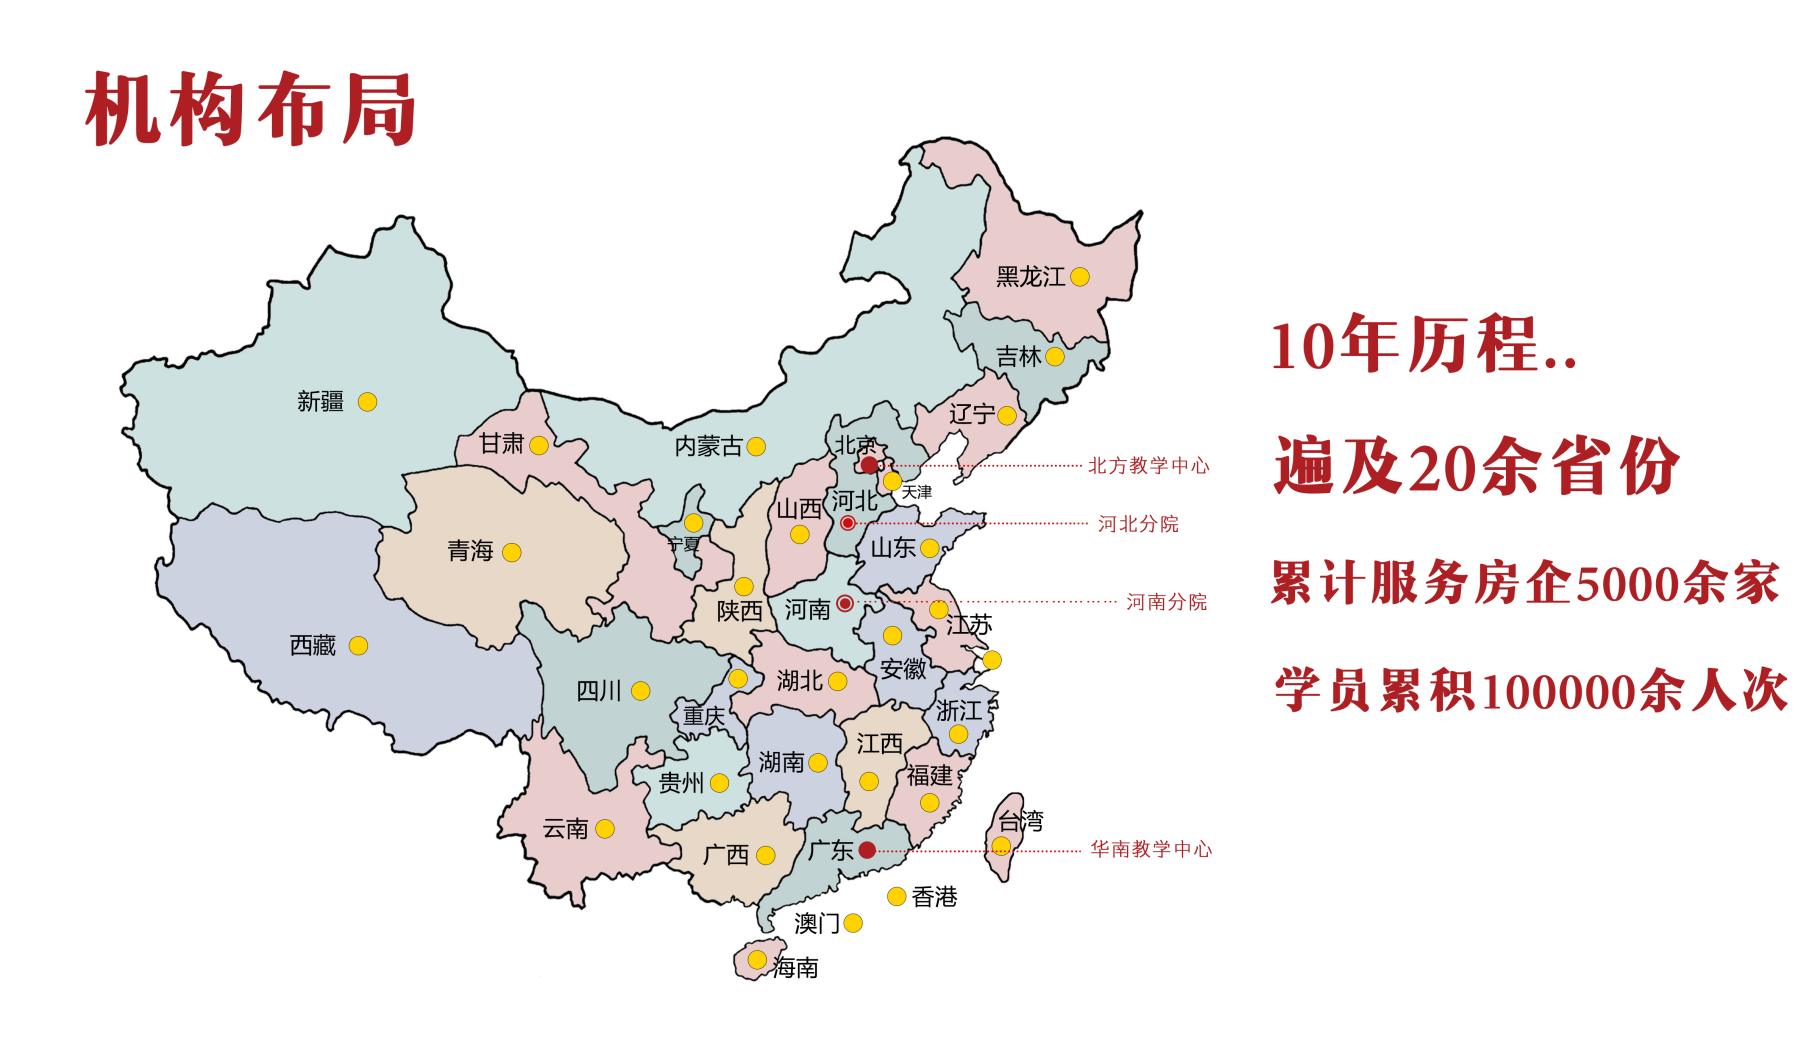 机构布局
黑龙江
吉林
新疆
辽宁
甘肃
内蒙古
北京
北方教学中心
天津
河北
山西
河北分院
宁夏
山东
青海
河南分院
陕西
河南
江苏
西藏
安徽
湖北
四川
重庆
浙江
江西
湖南
福建
贵州
台湾
云南
广西
广东
华南教学中心
香港
澳门
海南
10年历程..
遍及20余省份
累计服务房企5000余家
学员累积100000余人次